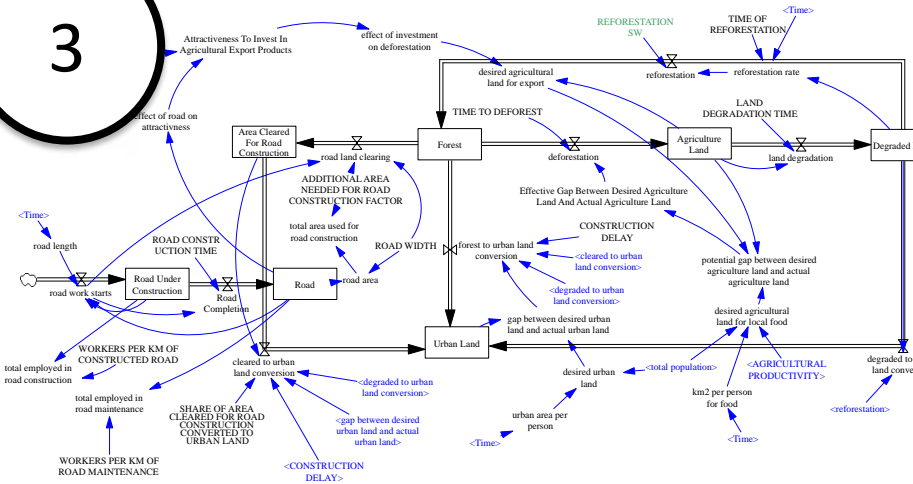 3
Attractiveness To Invest In
Agricultural Export Products
effect of investment
on deforestation
REFORESTATION
SW
TIME OF
REFORESTATION
<Time>
desired agricultural
land for export
reforestation
reforestation rate
effect of road on
attractivness
TIME TO DEFOREST
LAND
DEGRADATION TIME
Area Cleared
For Road
Construction
road land clearing
Forest
deforestation
Agriculture
Land
land degradation
Degraded
ADDITIONAL AREA
NEEDED FOR ROAD
CONSTRUCTION FACTOR
Effective Gap Between Desired Agriculture
Land And Actual Agriculture Land
<Time>
road length
total area used for
road construction
ROAD CONSTR
UCTION TIME
ROAD WIDTH
forest to urban land
conversion
CONSTRUCTION
DELAY
<cleared to urban
land conversion>
<degraded to urban
land conversion>
potential gap between desired
agriculture land and actual
agriculture land
road work starts
Road Under
Construction
Road
Completion
Road
road area
gap between desired urban
land and actual urban land
desired agricultural
land for local food
Urban Land
WORKERS PER KM OF
CONSTRUCTED ROAD
total employed in
road construction
cleared to urban
land conversion
<degraded to urban
land conversion>
desired urban
land
<total population>
<AGRICULTURAL
PRODUCTIVITY>
degraded to
land conve
total employed in
road maintenance
SHARE OF AREA
CLEARED FOR ROAD
CONSTRUCTION
CONVERTED TO
URBAN LAND
<gap between desired
urban land and actual
urban land>
urban area per
person
km2 per person
for food
<reforestation>
<Time>
<Time>
WORKERS PER KM OF
ROAD MAINTENANCE
<CONSTRUCTION
DELAY>